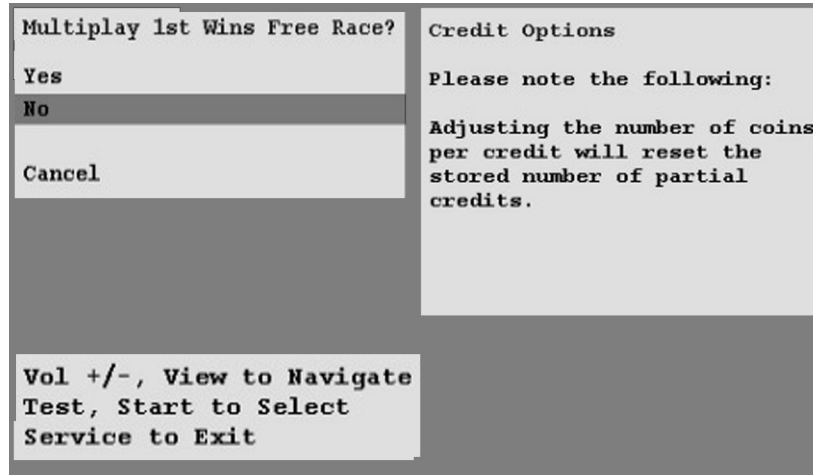 Multiplay 1st Wins Free Race?
Yes
No
Cancel
Credit Options
Please note the following:
Adjusting the number of coins
per credit will reset the
stored number of partial
credits.
Vol +/-, View to Navigate
Test, Start to Select
Service to Exit